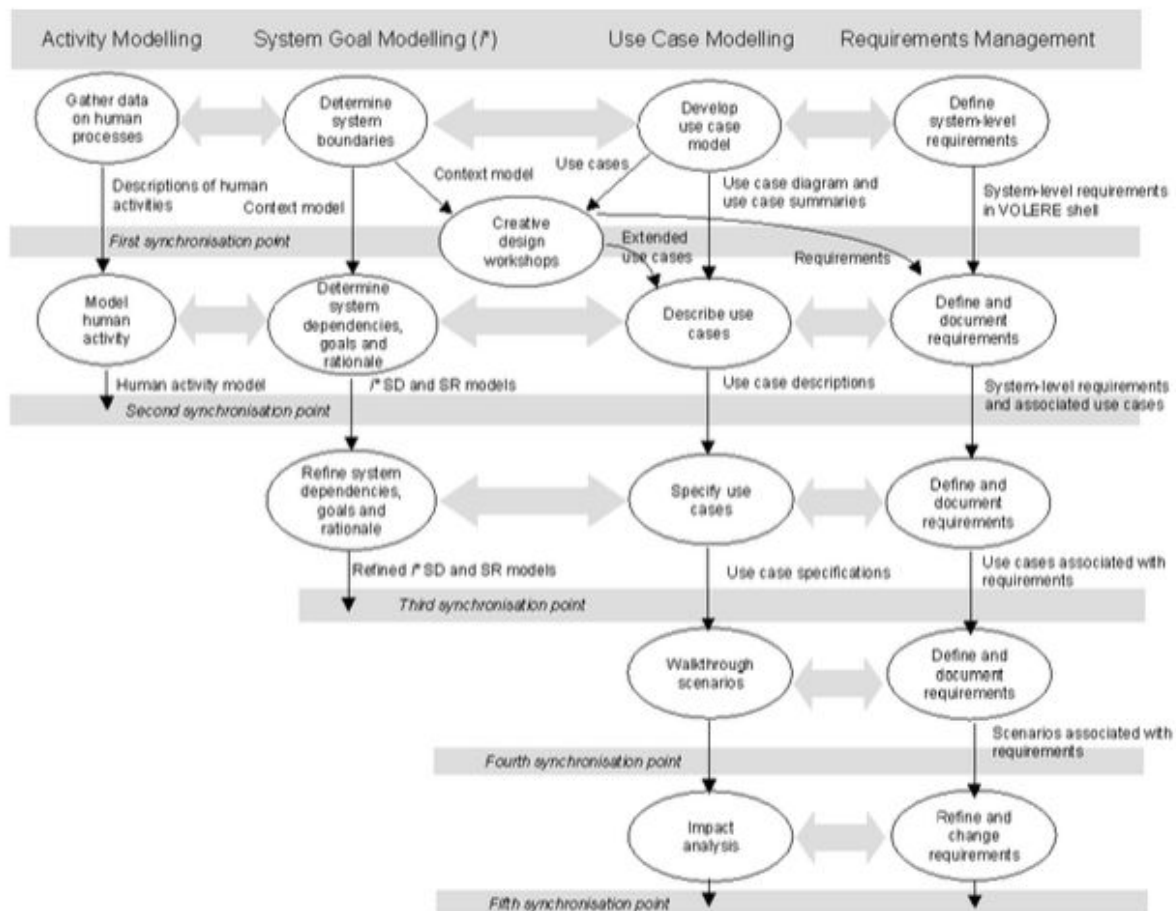 Activity Modelling
System Goal Modelling (i*)
Use Case Modelling
Requirements Management
Gather data
on human
processes
Determine
system
boundaries
Develop
use case
model
Define
system-level
requirements
Descriptions of human
activities
Context model
Context model
Use cases
Use case diagram and
use case summaries
System-level requirements
in VOLERE shell
First synchronisation point
Creative
design
workshops
Extended
use cases
Requirements
Model
human
activity
Determine
system
dependencies,
goals and
rationale
Describe use
cases
Define and
document
requirements
Human activity model
i* SD and SR models
Use case descriptions
System-level requirements
and associated use cases
Second synchronisation point
Refine system
dependencies,
goals and
rationale
Specify use
cases
Define and
document
requirements
Refined i* SD and SR models
Use case specifications
Use cases associated with
requirements
Third synchronisation point
Walkthrough
scenarios
Define and
document
requirements
Scenarios associated with
requirements
Fourth synchronisation point
Impact
analysis
Refine and
change
requirements
Fifth synchronisation point